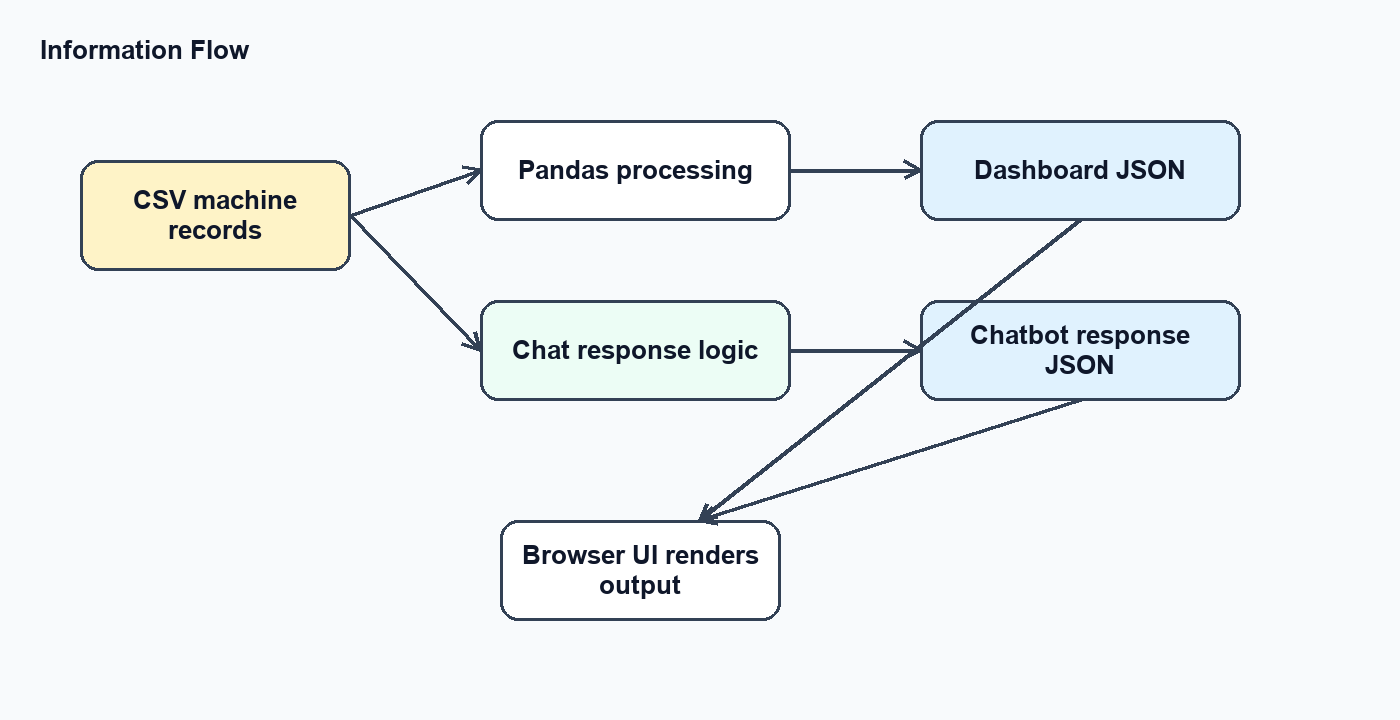 Information Flow
CSV machine
records
Pandas processing
Dashboard JSON
Chat response logic
Chatbot response
JSON
Browser UI renders
output